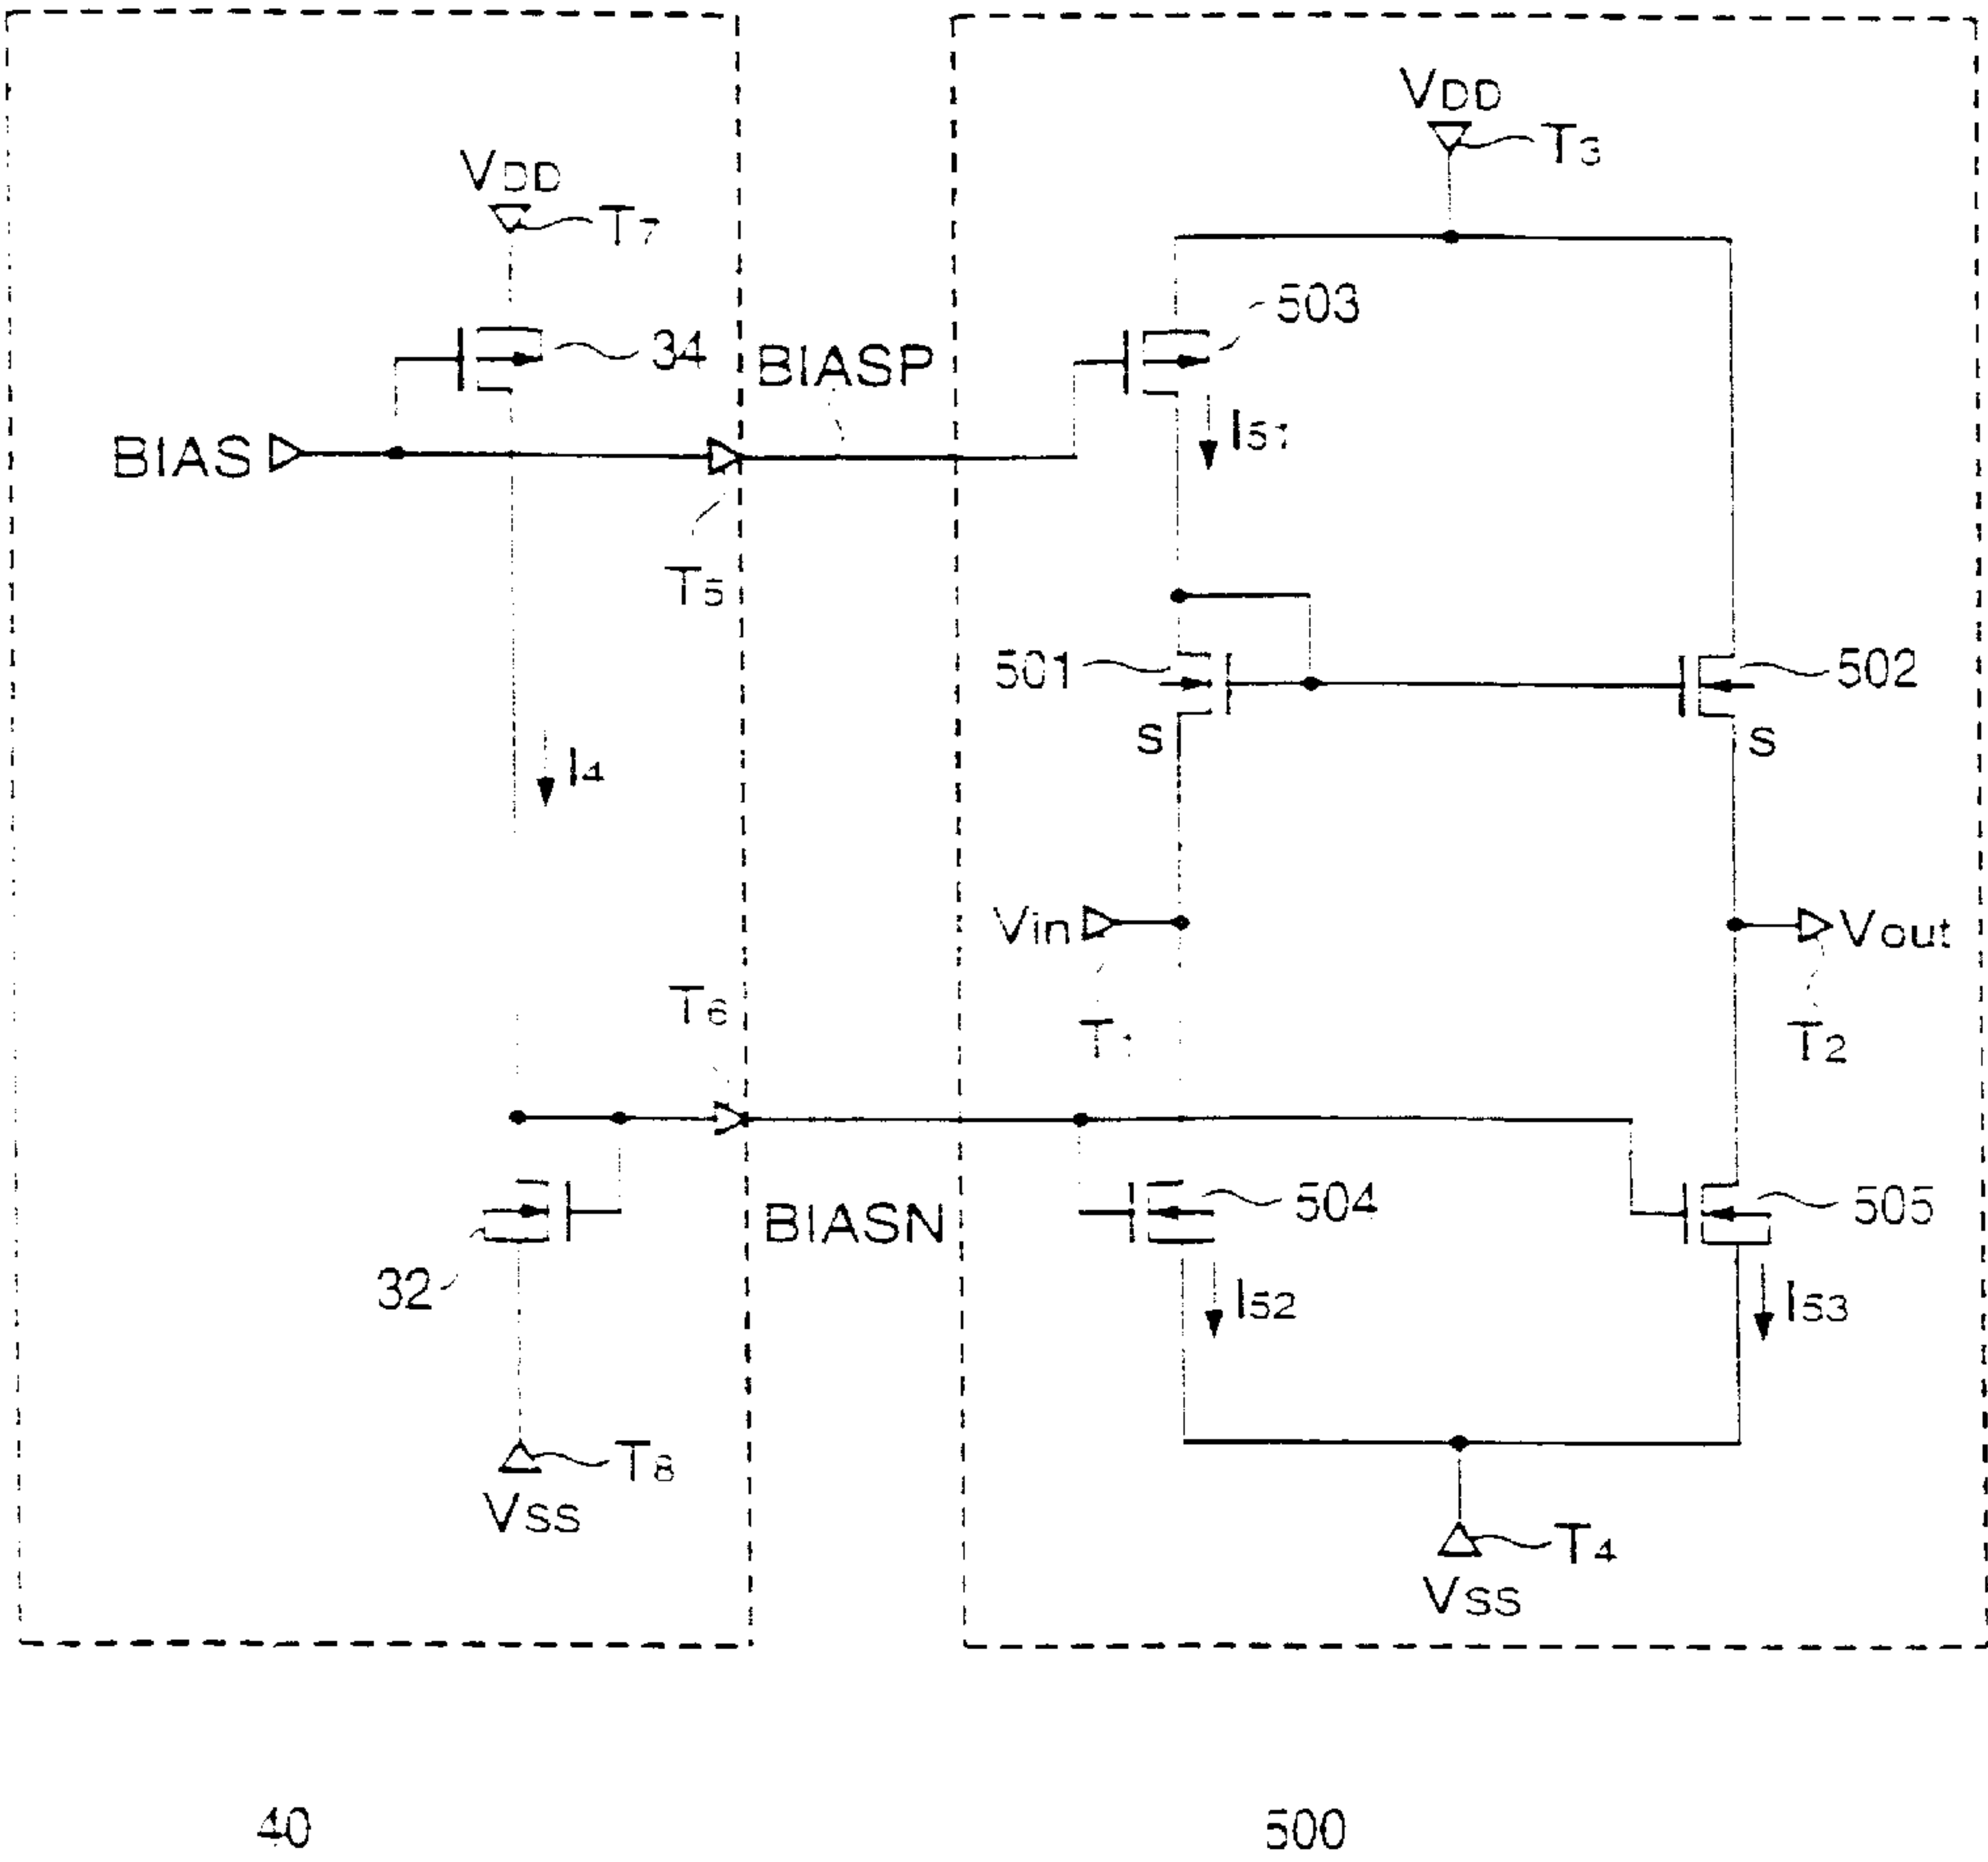 VDD
T3
VDD
T7
503
34
BIASP
I51
BIAS
T5
501
502
S
S
I4
Vin
Vout
T6
T1
T2
504
505
BIASN
32
I52
I53
T8
VSS
T4
VSS
40
500